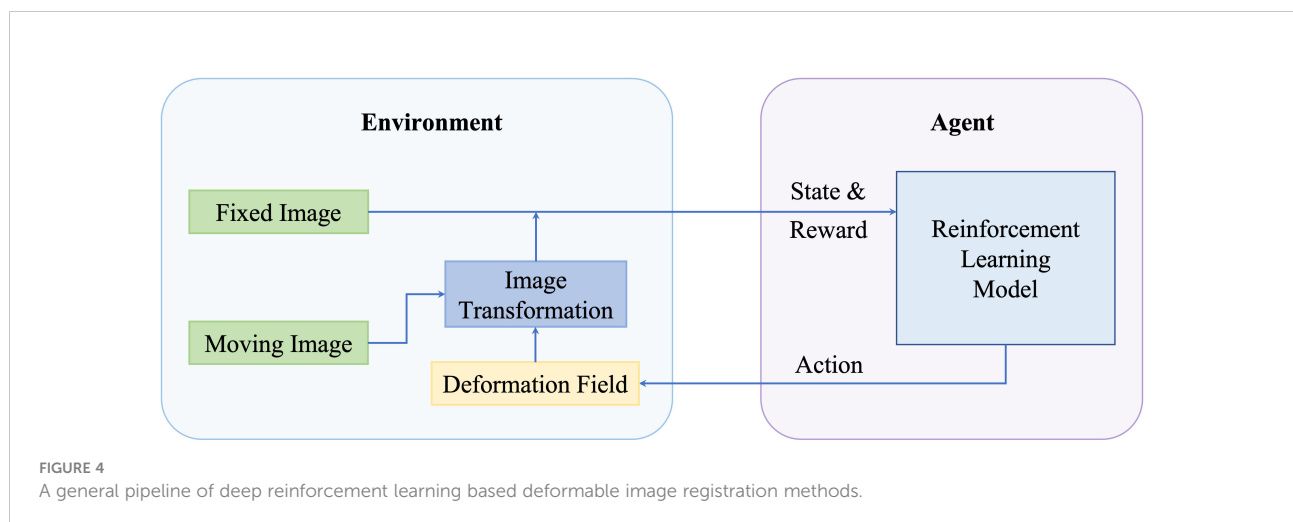 Environment
Agent
Fixed Image
State &
Reward
Reinforcement
Learning
Model
Image
Transformation
Moving Image
Deformation Field
Action
FIGURE 4
A general pipeline of deep reinforcement learning based deformable image registration methods.